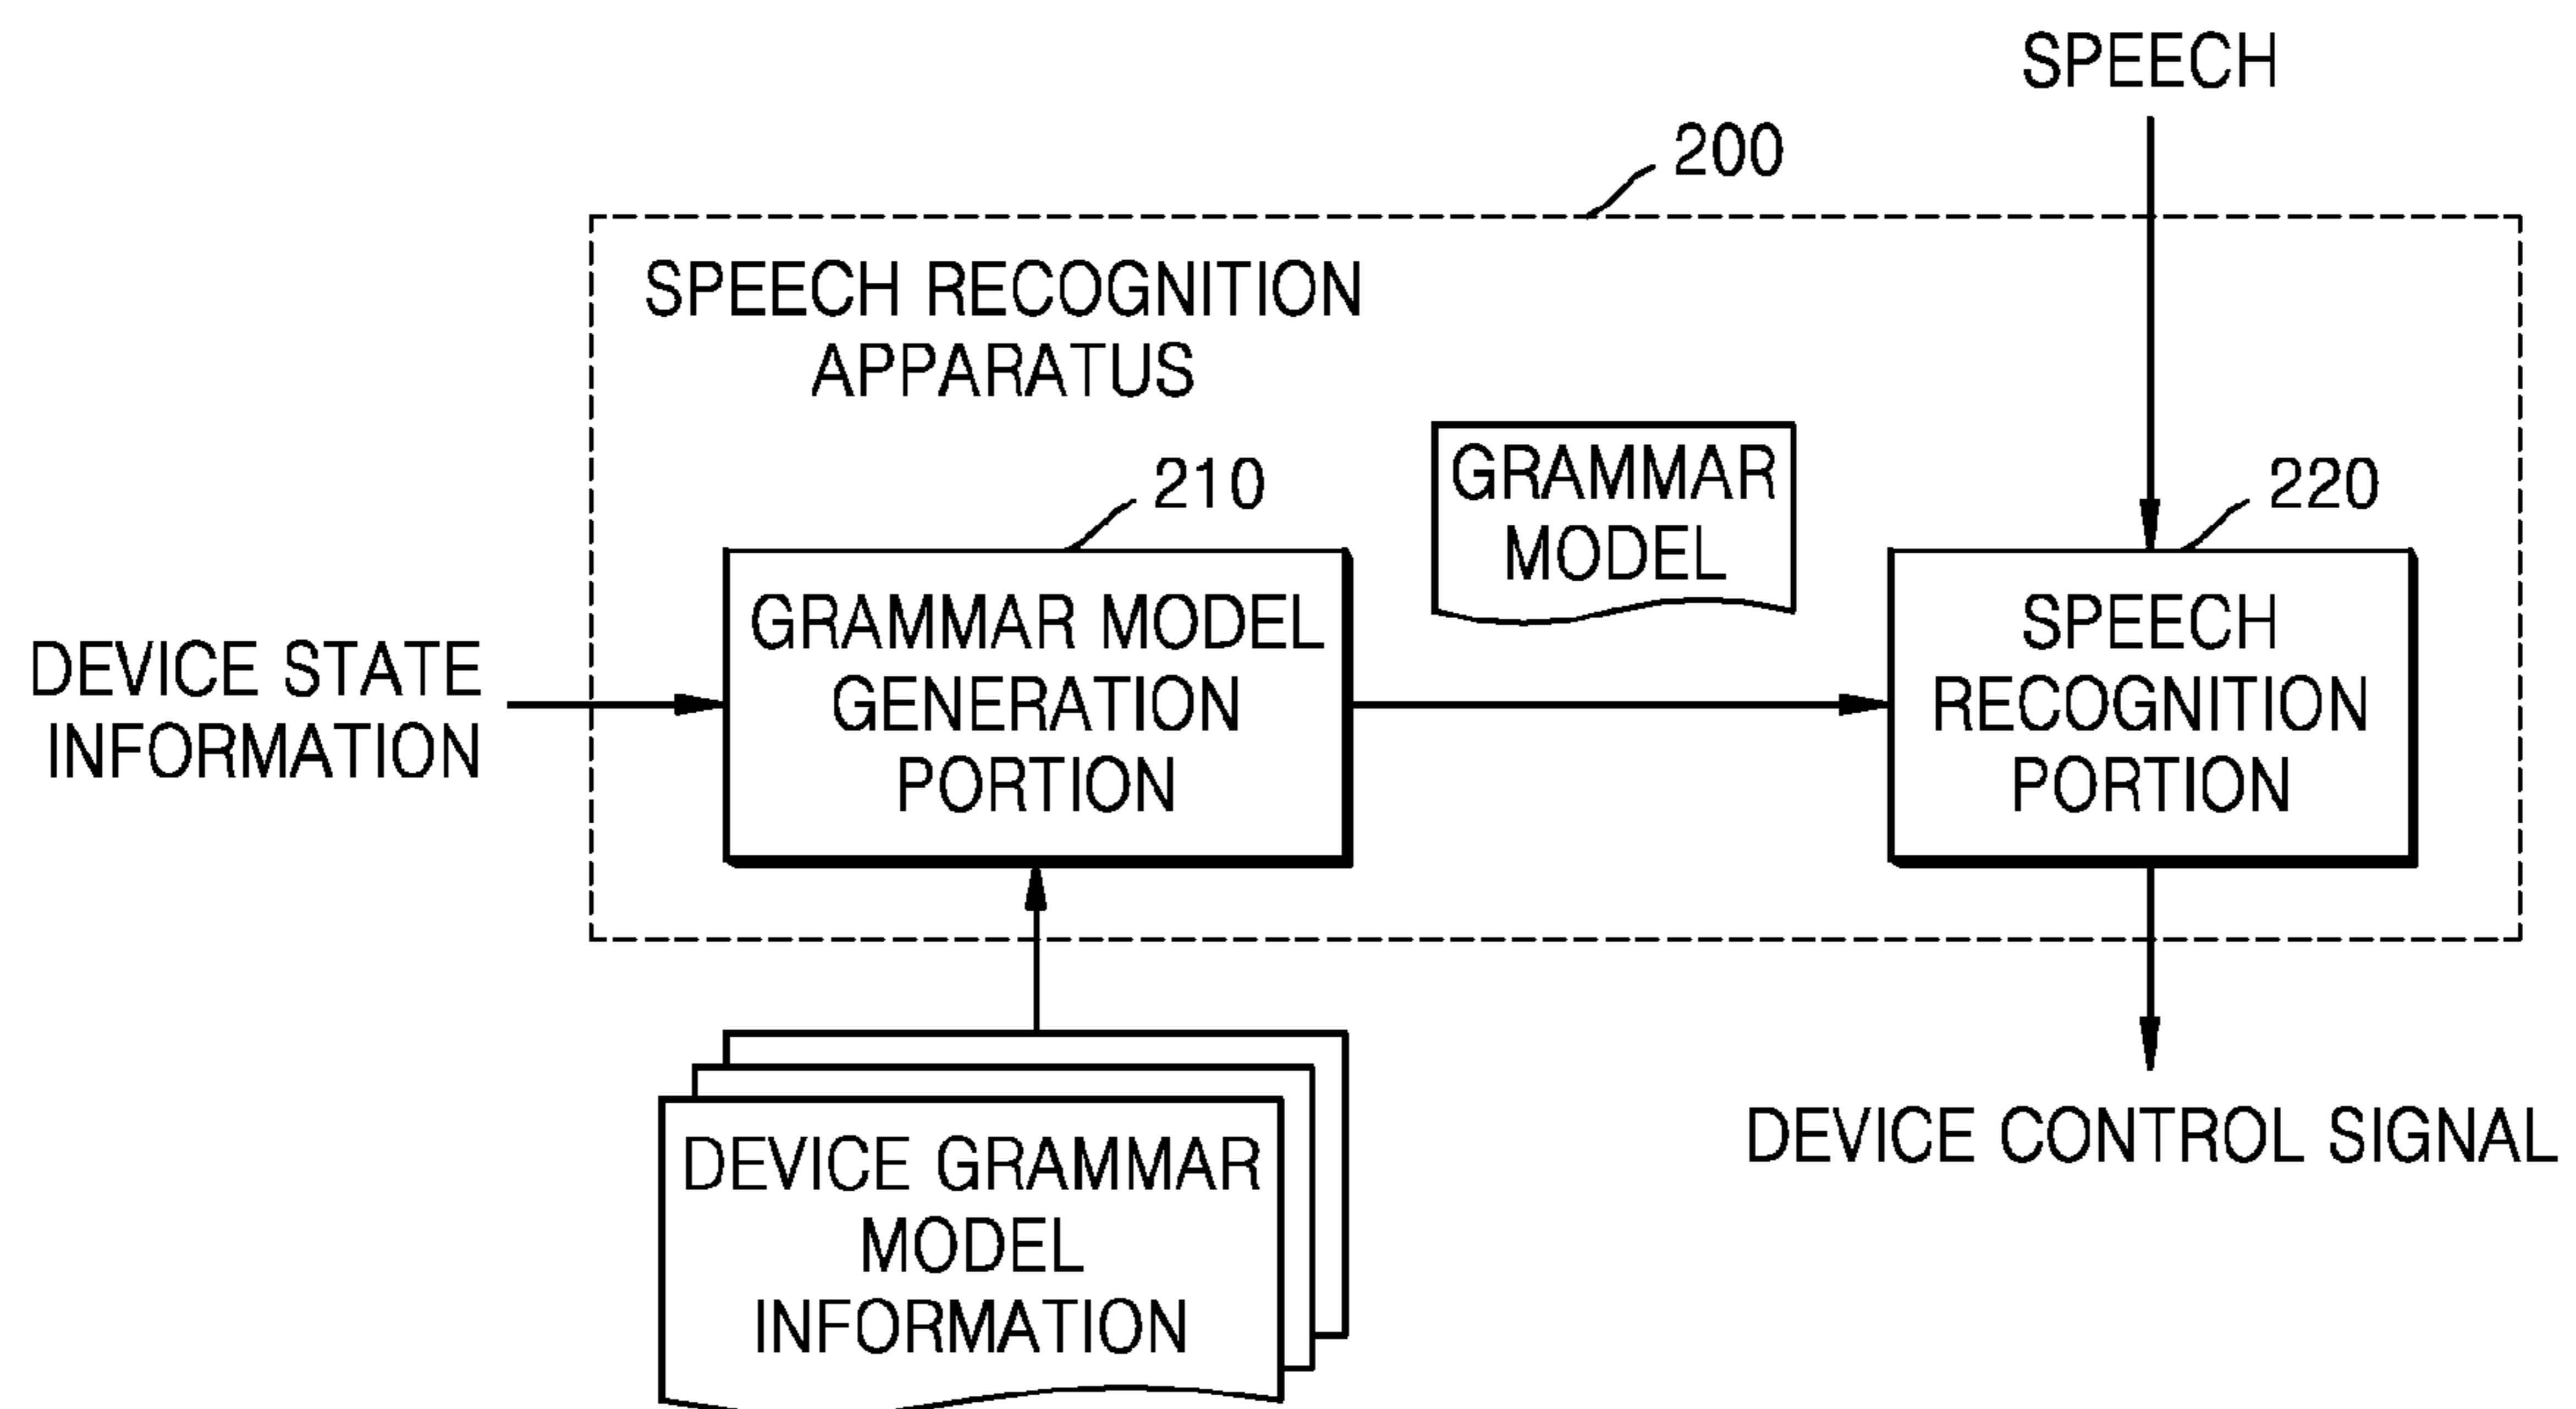 SPEECH
200
SPEECH RECOGNITION
APPARATUS
GRAMMAR
MODEL
210
220
GRAMMAR MODEL
GENERATION
PORTION
SPEECH
RECOGNITION
PORTION
DEVICE STATE
INFORMATION
DEVICE GRAMMAR
MODEL
INFORMATION
DEVICE CONTROL SIGNAL